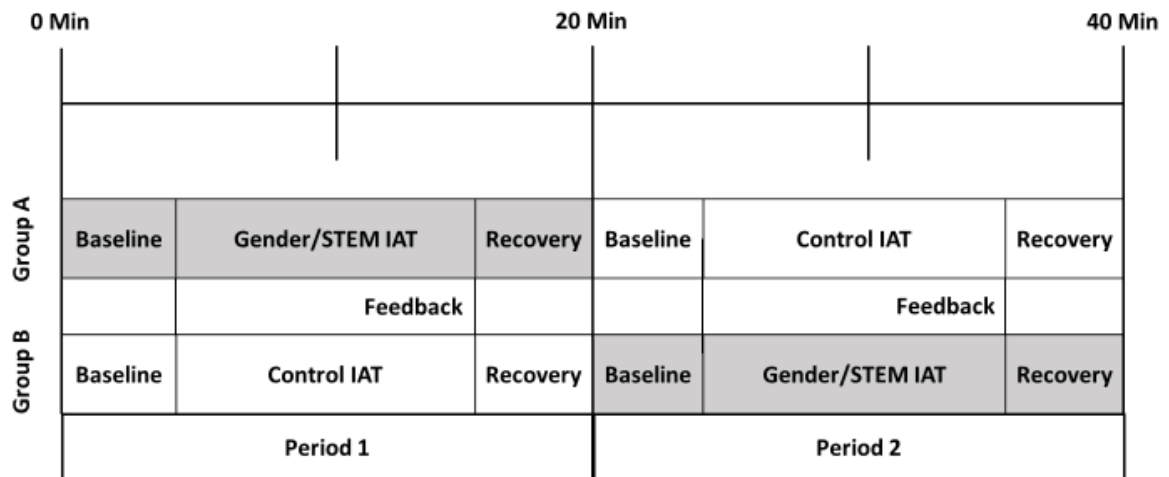 0 Min 20 Min 40 Min
Group A
Baseline Gender/STEM IAT Recovery Baseline Control IAT Recovery
Feedback Feedback
Group B
Baseline Control IAT Recovery Baseline Gender/STEM IAT Recovery
Period 1 Period 2